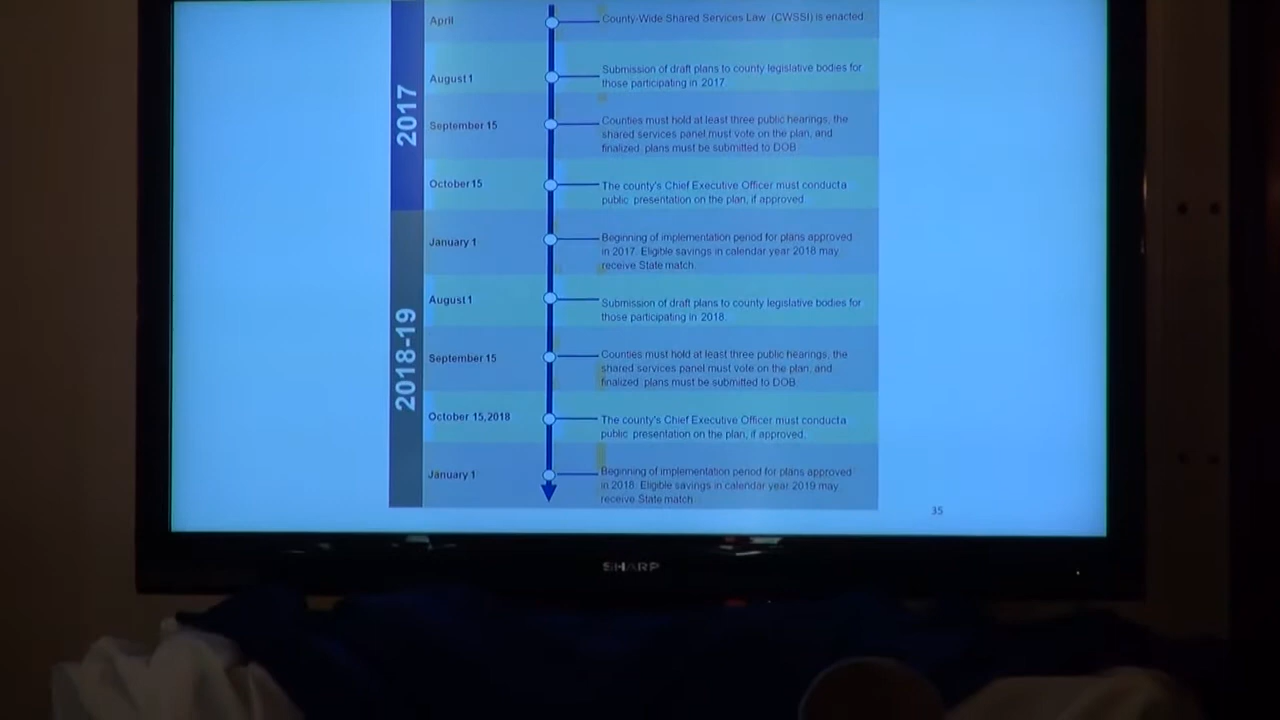 April
County-Wide Shared Services Law (CWSSI) is enacted.
August 1
Submission of draft plans to county legislative bodies for
those participating in 2017.
2017
September 15
Counties must hold at least three public hearings, the
shared services panel must vote on the plan, and
finalized plans must be submitted to DOB.
October 15
The county's Chief Executive Officer must conduct a
public presentation on the plan, if approved.
January 1
Beginning of implementation period for plans approved
in 2017. Eligible savings in calendar year 2018 may
receive State match.
August 1
Submission of draft plans to county legislative bodies for
those participating in 2018.
2018-19
September 15
Counties must hold at least three public hearings, the
shared services panel must vote on the plan, and
finalized plans must be submitted to DOB.
October 15, 2018
The county's Chief Executive Officer must conduct a
public presentation on the plan, if approved.
January 1
Beginning of implementation period for plans approved
in 2018. Eligible savings in calendar year 2019 may
receive State match.
35
SHARP